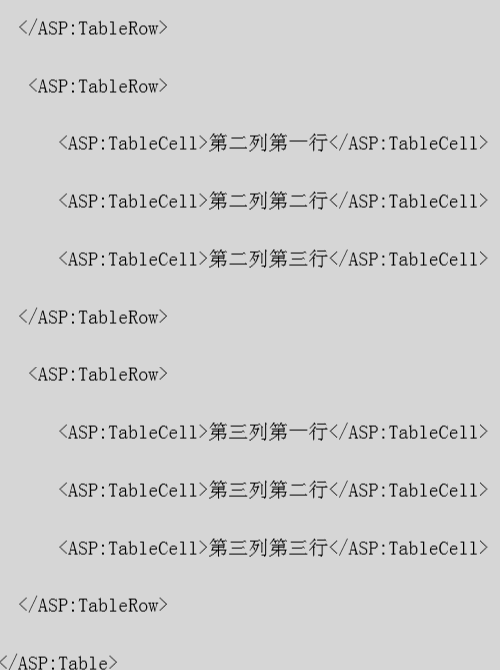 </ASP:TableRow>
<ASP:TableRow>
<ASP:TableCell>第二列第一行</ASP:TableCell>
<ASP:TableCell>第二列第二行</ASP:TableCell>
<ASP:TableCell>第二列第三行</ASP:TableCell>
</ASP:TableRow>
<ASP:TableRow>
<ASP:TableCell>第三列第一行</ASP:TableCell>
<ASP:TableCell>第三列第二行</ASP:TableCell>
<ASP:TableCell>第三列第三行</ASP:TableCell>
</ASP:TableRow>
</ASP:Table>